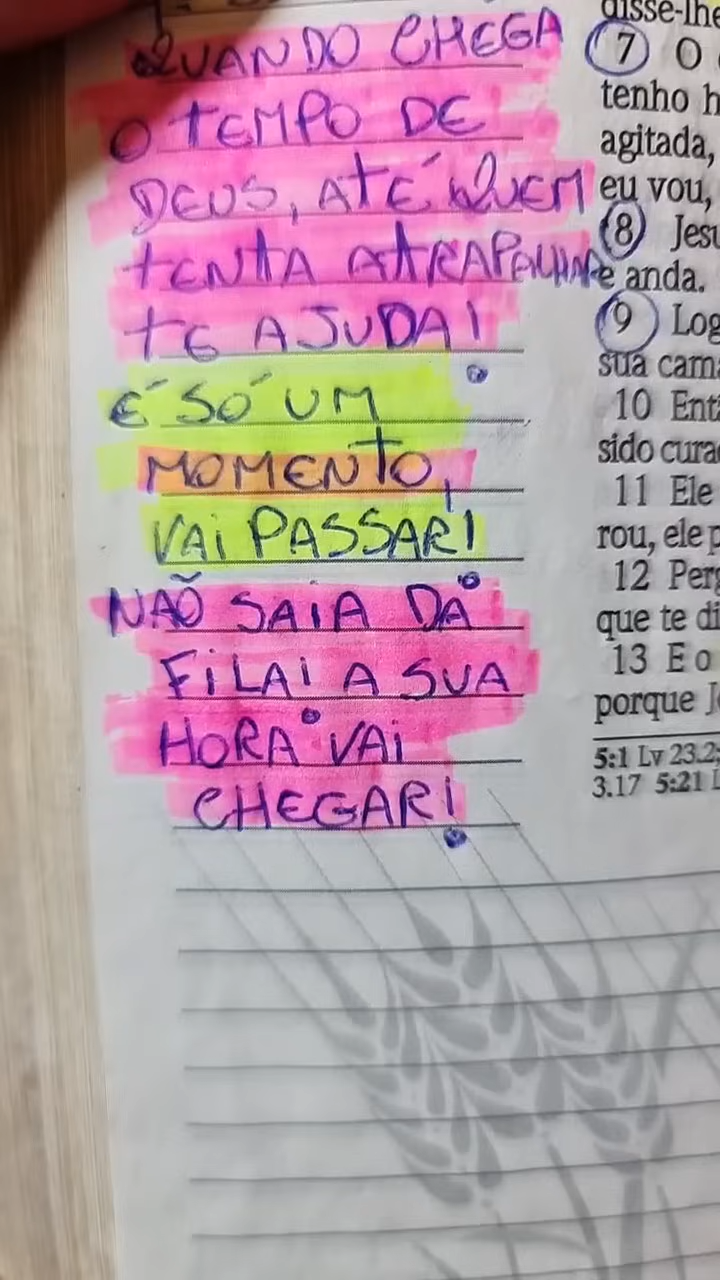 QUANDO CHEGA
O TEMPO DE
DEUS, ATÉ QUEM
TENTA ATRAPALHAR
TE AJUDA!
É SÓ UM
MOMENTO,
VAI PASSAR!
NÃO SAIA DA
FILA! A SUA
HORA VAI
CHEGAR!
disse-lhe
7 O
tenho h
agitada,
eu vou,
8 Jesu
e anda.
9 Log
sua cama
10 Ent
sido cura
11 Ele
rou, ele p
12 Perg
que te di
13 E o
porque J
5:1 Lv 23.2;
3.17 5:21